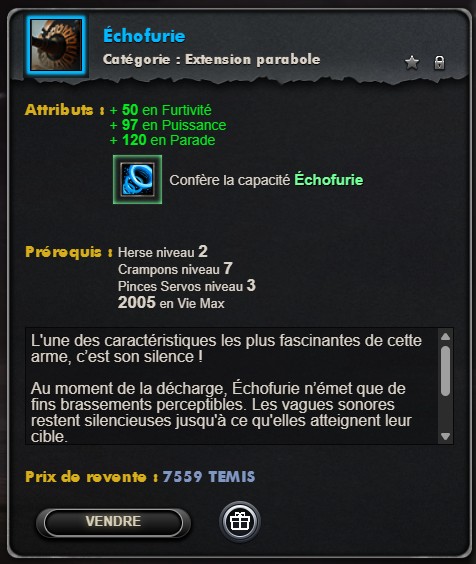 Échofurie
Catégorie : Extension parabole
Attributs : + 50 en Furtivité
+ 97 en Puissance
+ 120 en Parade
Confère la capacité Échofurie
Prérequis : Herse niveau 2
Crampons niveau 7
Pinces Servos niveau 3
2005 en Vie Max
L'une des caractéristiques les plus fascinantes de cette
arme, c'est son silence !
Au moment de la décharge, Échofurie n'émet que de
fins brassements perceptibles. Les vagues sonores
restent silencieuses jusqu'à ce qu'elles atteignent leur
cible.
Prix de revente : 7559 TEMIS
VENDRE